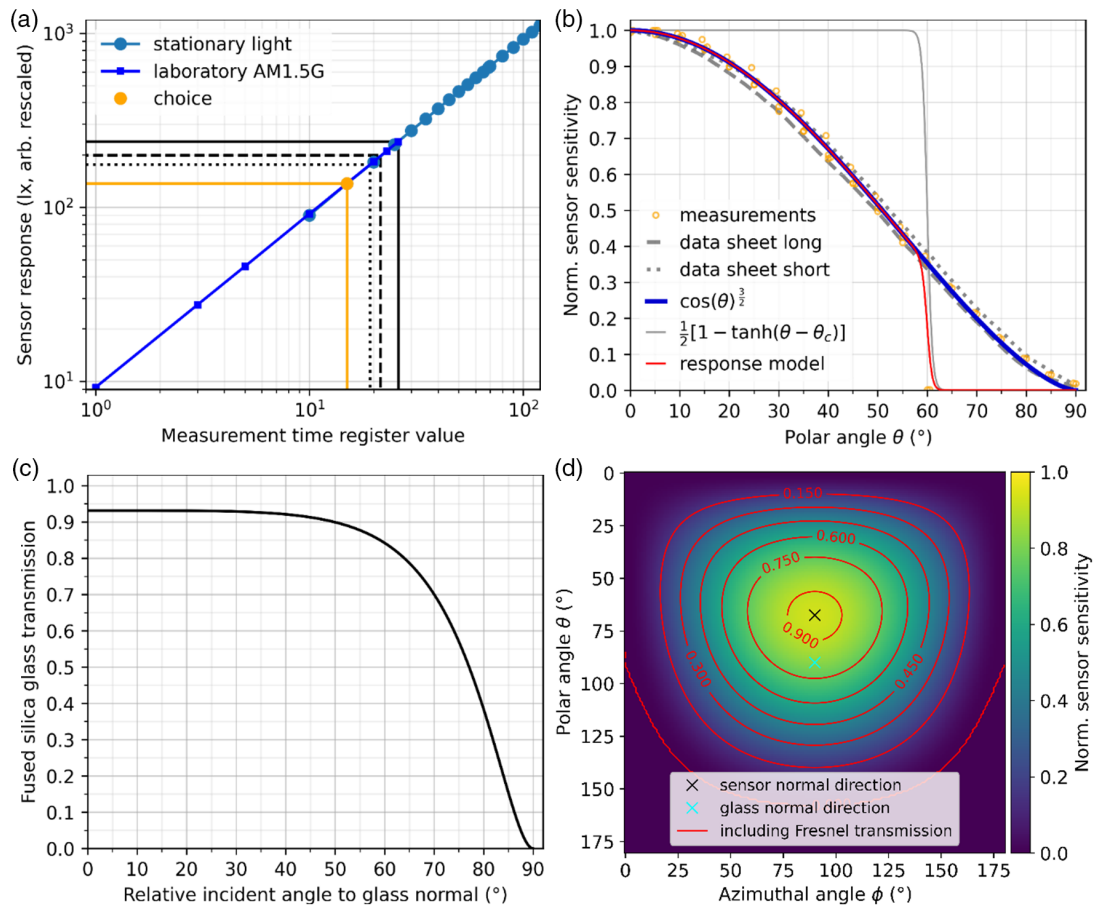 (a)
10³
10²
10¹
Sensor response (lx, arb. rescaled)
stationary light
laboratory AM1.5G
choice
10⁰ 10¹ 10²
Measurement time register value
(b)
1.0
0.9
0.8
0.7
0.6
0.5
0.4
0.3
0.2
0.1
0.0
Norm. sensor sensitivity
measurements
data sheet long
data sheet short
cos(θ)^{3/2}
½[1 − tanh(θ − θ_c)]
response model
0 10 20 30 40 50 60 70 80 90
Polar angle θ (°)
(c)
1.0
0.9
0.8
0.7
0.6
0.5
0.4
0.3
0.2
0.1
0.0
Fused silica glass transmission
0 10 20 30 40 50 60 70 80 90
Relative incident angle to glass normal (°)
(d)
0
25
50
75
100
125
150
175
Polar angle θ (°)
0.150
0.600
0.750
0.900
0.300
0.450
sensor normal direction
glass normal direction
including Fresnel transmission
0 25 50 75 100 125 150 175
Azimuthal angle ϕ (°)
1.0
0.8
0.6
0.4
0.2
0.0
Norm. sensor sensitivity